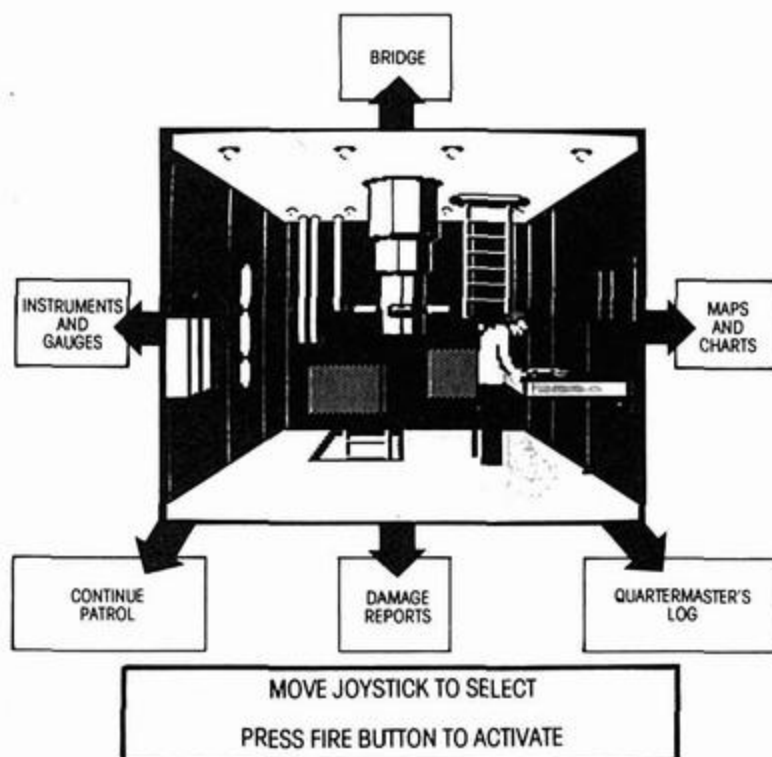 BRIDGE
INSTRUMENTS
AND
GAUGES
MAPS
AND
CHARTS
CONTINUE
PATROL
DAMAGE
REPORTS
QUARTERMASTER'S
LOG
MOVE JOYSTICK TO SELECT
PRESS FIRE BUTTON TO ACTIVATE